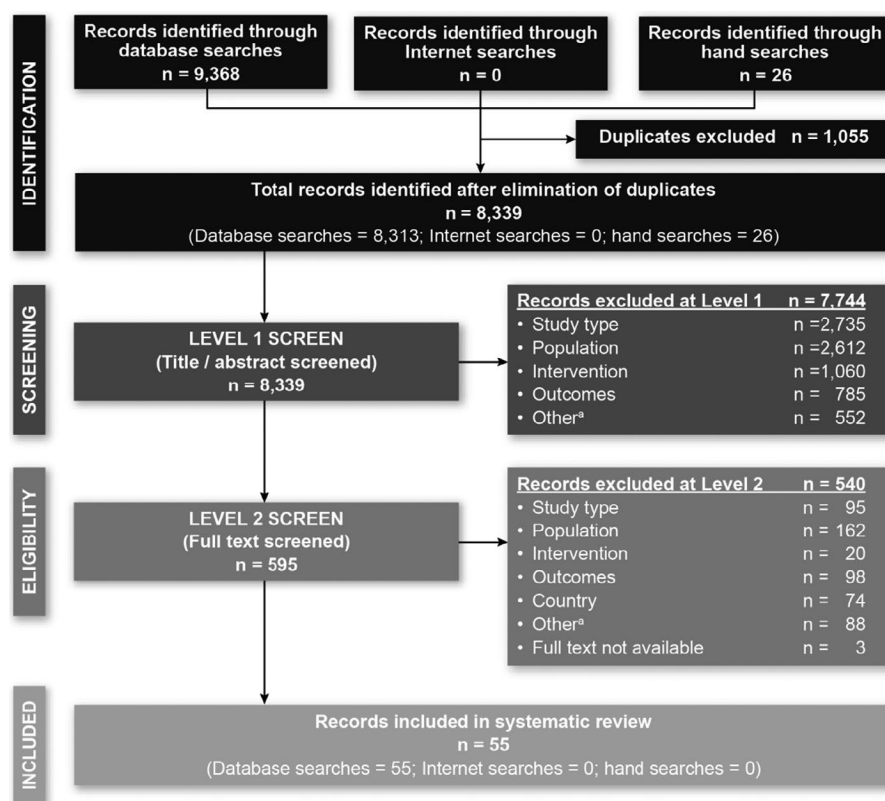 IDENTIFICATION
Records identified through
database searches
n = 9,368
Records identified through
Internet searches
n = 0
Records identified through
hand searches
n = 26
Duplicates excluded n = 1,055
Total records identified after elimination of duplicates
n = 8,339
(Database searches = 8,313; Internet searches = 0; hand searches = 26)
SCREENING
LEVEL 1 SCREEN
(Title / abstract screened)
n = 8,339
Records excluded at Level 1 n = 7,744
• Study type n =2,735
• Population n =2,612
• Intervention n =1,060
• Outcomes n = 785
• Otherᵃ n = 552
ELIGIBILITY
LEVEL 2 SCREEN
(Full text screened)
n = 595
Records excluded at Level 2 n = 540
• Study type n = 95
• Population n = 162
• Intervention n = 20
• Outcomes n = 98
• Country n = 74
• Otherᵃ n = 88
• Full text not available n = 3
INCLUDED
Records included in systematic review
n = 55
(Database searches = 55; Internet searches = 0; hand searches = 0)